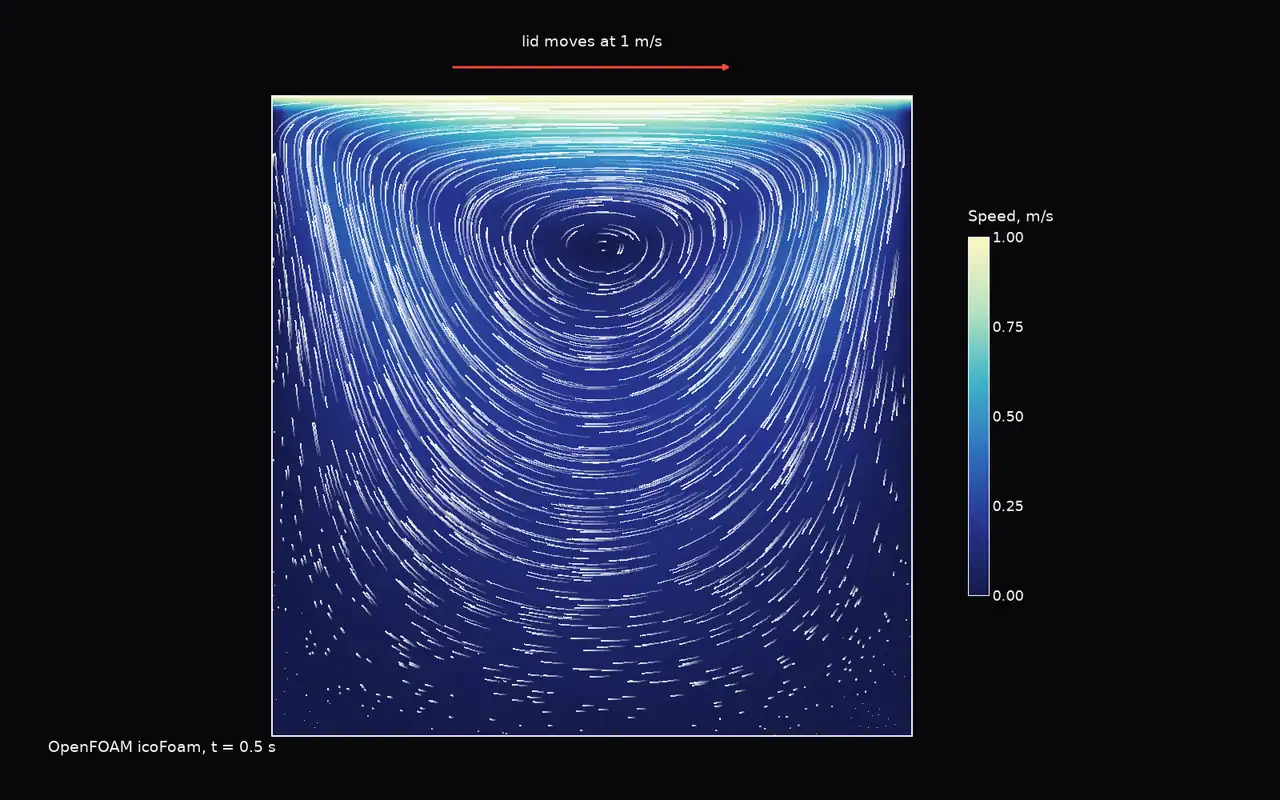 lid moves at 1 m/s
Speed, m/s
1.00
0.75
0.50
0.25
0.00
OpenFOAM icoFoam, t = 0.5 s